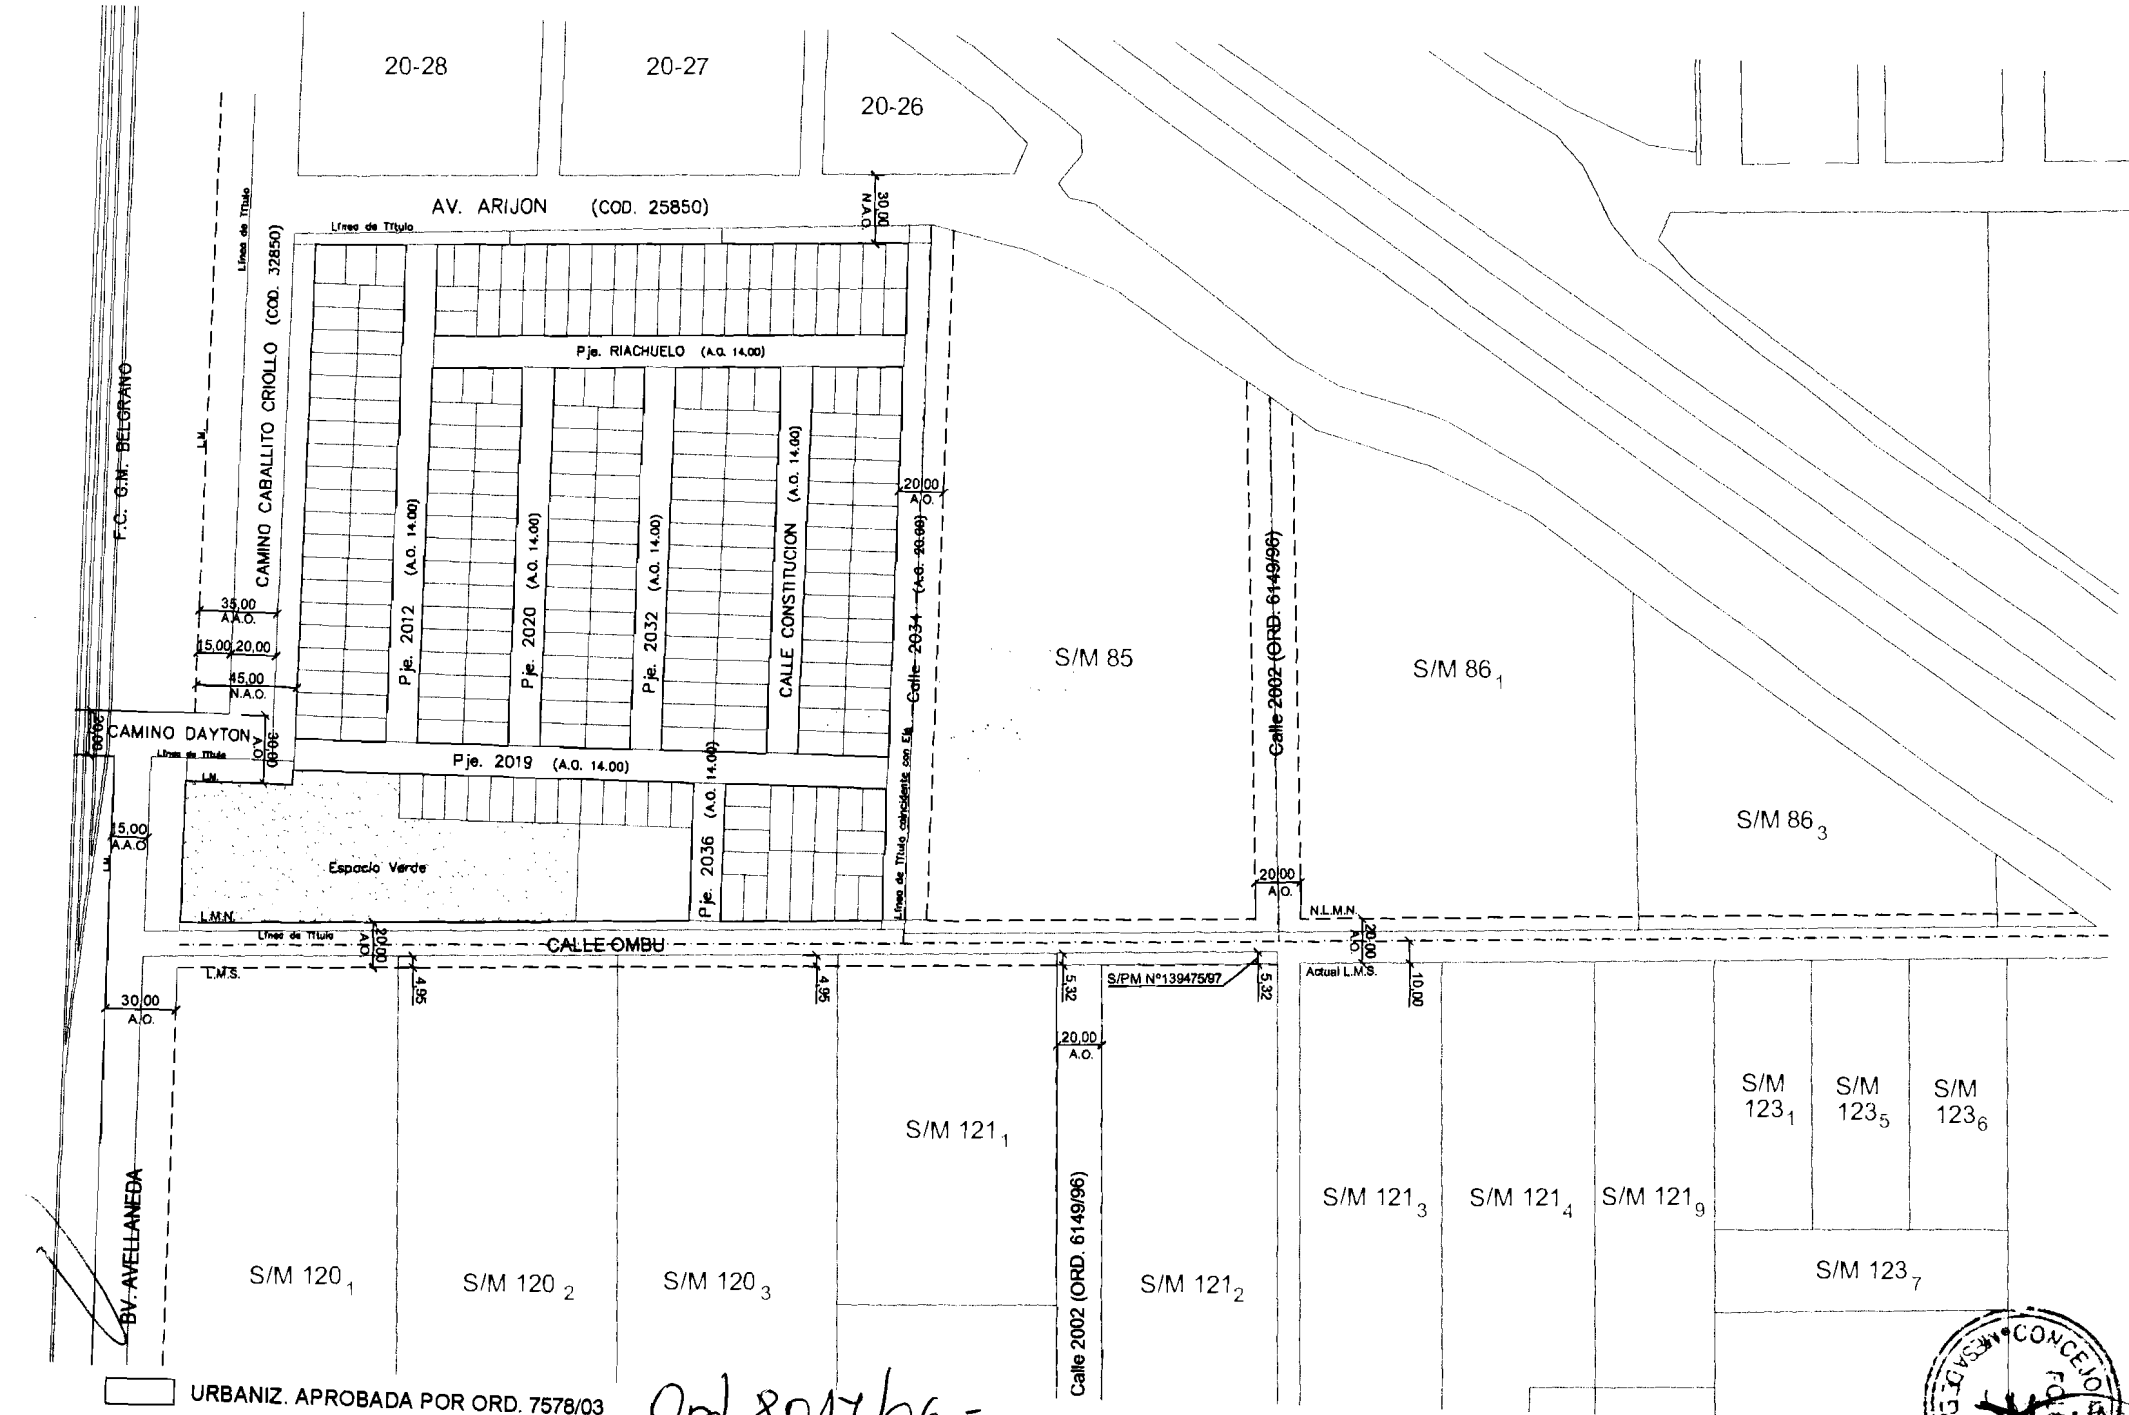 20-28
20-27
20-26
AV. ARIJON (COD. 25850)
30,00
N.A.O.
Línea de Título
Línea de Título
CAMINO CABALLITO CRIOLLO (COD. 32850)
F.C. G.M. BELGRANO
L.M.
Pje. RIACHUELO (A.O. 14.00)
Pje. 2012 (A.O. 14.00)
Pje. 2020 (A.O. 14.00)
Pje. 2032 (A.O. 14.00)
CALLE CONSTITUCION (A.O. 14.00)
20,00
A.O.
Calle 2034 (A.O. 20.00)
Línea de Título coincidente con Eje
35,00
A.A.O.
15,00 20,00
45,00
N.A.O.
20,00
CAMINO DAYTON
A.O.
30,00
Línea de Título
L.M.
Pje. 2019 (A.O. 14.00)
Pje. 2036 (A.O. 14.00)
15,00
A.A.O.
Espacio Verde
L.M.N.
Línea de Título
20,00
A.O.
CALLE OMBU
L.M.S.
4,95
4,95
5,32
S/PM Nº139475/97
5,32
S/M 85
Calle 2002 (ORD. 6149/96)
S/M 86 1
S/M 86 3
20,00
A.O.
N.L.M.N.
20,00
A.O.
Actual L.M.S.
10,00
30,00
A.O.
20,00
A.O.
BV. AVELLANEDA
S/M 120 1
S/M 120 2
S/M 120 3
S/M 121 1
Calle 2002 (ORD. 6149/96)
S/M 121 2
S/M 121 3
S/M 121 4
S/M 121 9
S/M
123 1
S/M
123 5
S/M
123 6
S/M 123 7
URBANIZ. APROBADA POR ORD. 7578/03
CONCEJO